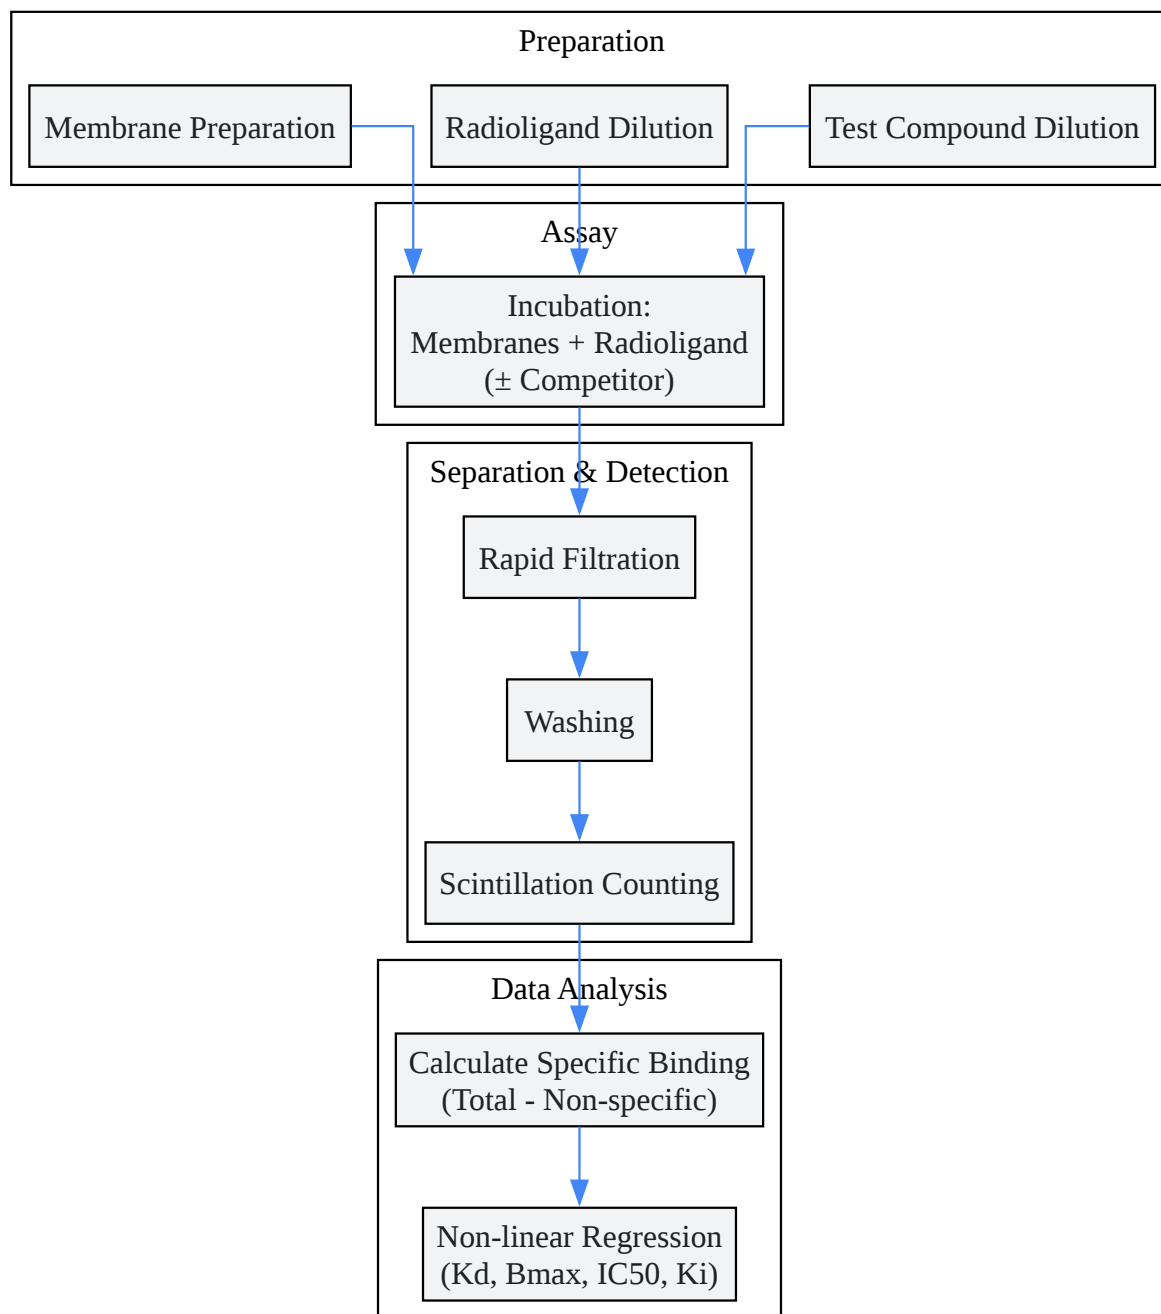 Preparation
Membrane Preparation
Radioligand Dilution
Test Compound Dilution
Assay
Incubation:
Membranes + Radioligand
(± Competitor)
Separation & Detection
Rapid Filtration
Washing
Scintillation Counting
Data Analysis
Calculate Specific Binding
(Total - Non-specific)
Non-linear Regression
(Kd, Bmax, IC50, Ki)